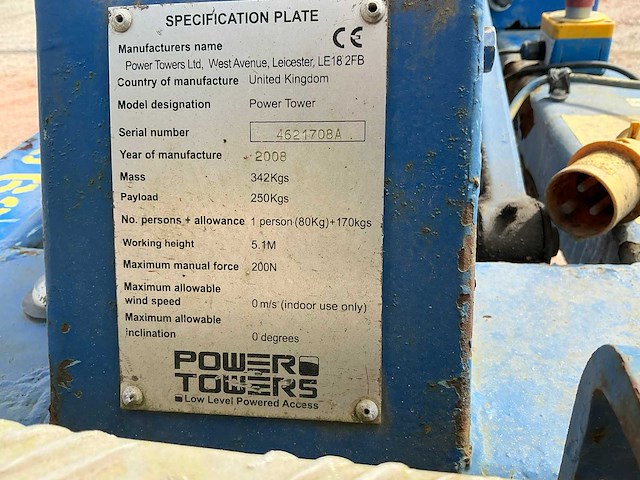 SPECIFICATION PLATE
CE
Manufacturers name
Power Towers Ltd, West Avenue, Leicester, LE18 2FB
Country of manufacture United Kingdom
Model designation Power Tower
Serial number 4621708A
Year of manufacture 2008
Mass 342Kgs
Payload 250Kgs
No. persons + allowance 1 person (80Kg)+170kgs
Working height 5.1M
Maximum manual force 200N
Maximum allowable
wind speed 0 m/s (indoor use only)
Maximum allowable
inclination 0 degrees
POWER
TOWERS
Low Level Powered Access